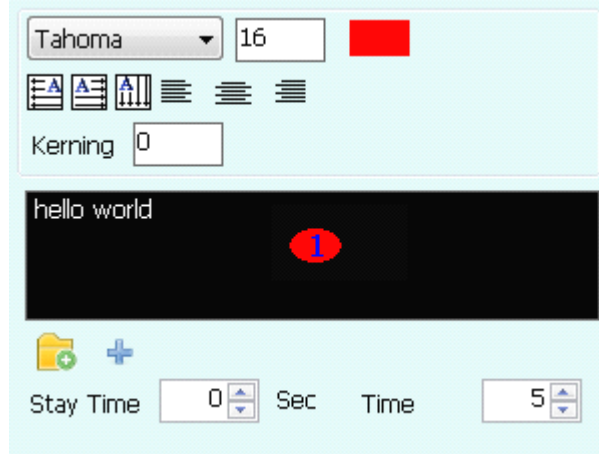 Tahoma 16
A A A
Kerning 0
hello world
1
Stay Time 0 Sec Time 5